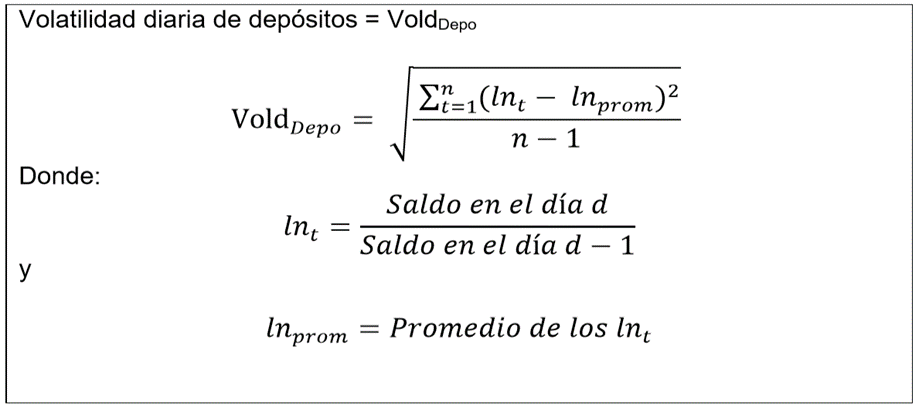 Volatilidad diaria de depósitos = Vold_Depo
Vold_Depo = √(∑_{t=1}^{n}(ln_t − ln_prom)² / (n − 1))
Donde:
ln_t = Saldo en el día d / Saldo en el día d − 1
y
ln_prom = Promedio de los ln_t